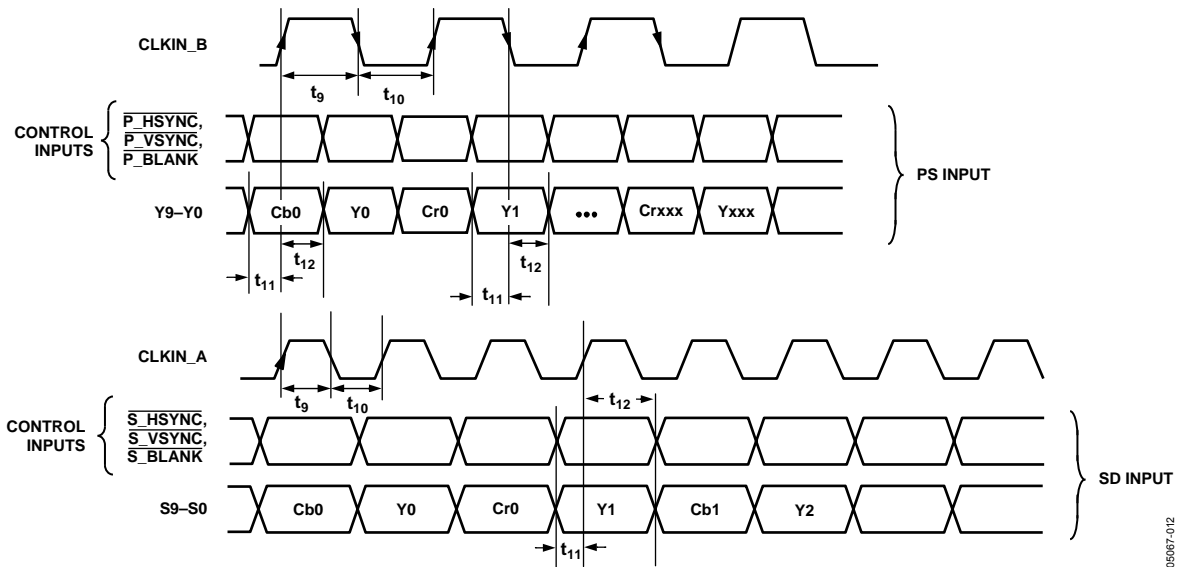 CLKIN_B
t9
t10
CONTROL
INPUTS
P_HSYNC,
P_VSYNC,
P_BLANK
PS INPUT
Y9–Y0
Cb0
Y0
Cr0
Y1
•••
Crxxx
Yxxx
t12
t12
t11
t11
CLKIN_A
t9
t10
t12
CONTROL
INPUTS
S_HSYNC,
S_VSYNC,
S_BLANK
SD INPUT
S9–S0
Cb0
Y0
Cr0
Y1
Cb1
Y2
t11
05067-012